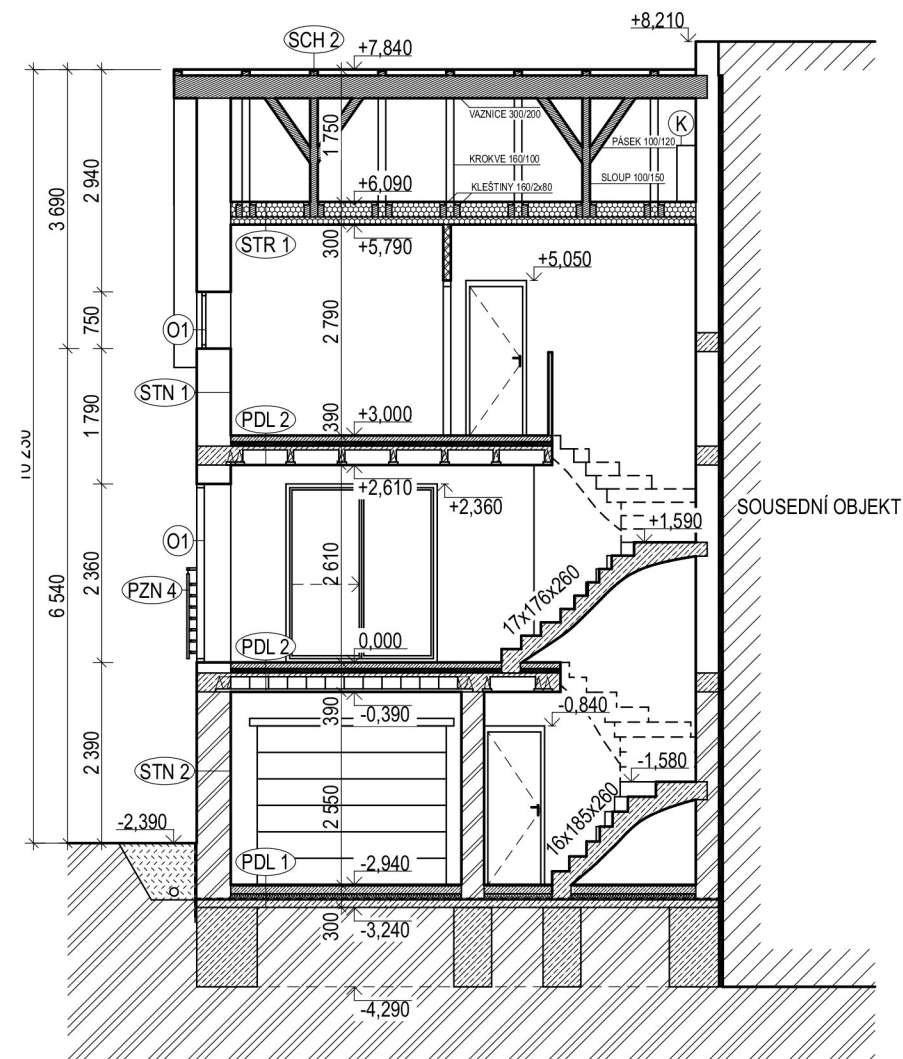 +8,210
SCH 2
+7,840
VAZNICE 300/200
K
PÁSEK 100/120
1 750
KROKVE 160/100
2 940
3 690
+6,090
KLEŠTINY 160/2x80
SLOUP 100/150
STR 1
300
+5,790
+5,050
750
O1
2 790
STN 1
1 790
PDL 2
390
+3,000
10 230
+2,610
+2,360
SOUSEDNÍ OBJEKT
+1,590
O1
2 610
2 360
6 540
PZN 4
17x176x260
PDL 2
0,000
390
-0,390
-0,840
2 390
STN 2
-1,580
2 550
16x185x260
-2,390
PDL 1
-2,940
300
-3,240
-4,290